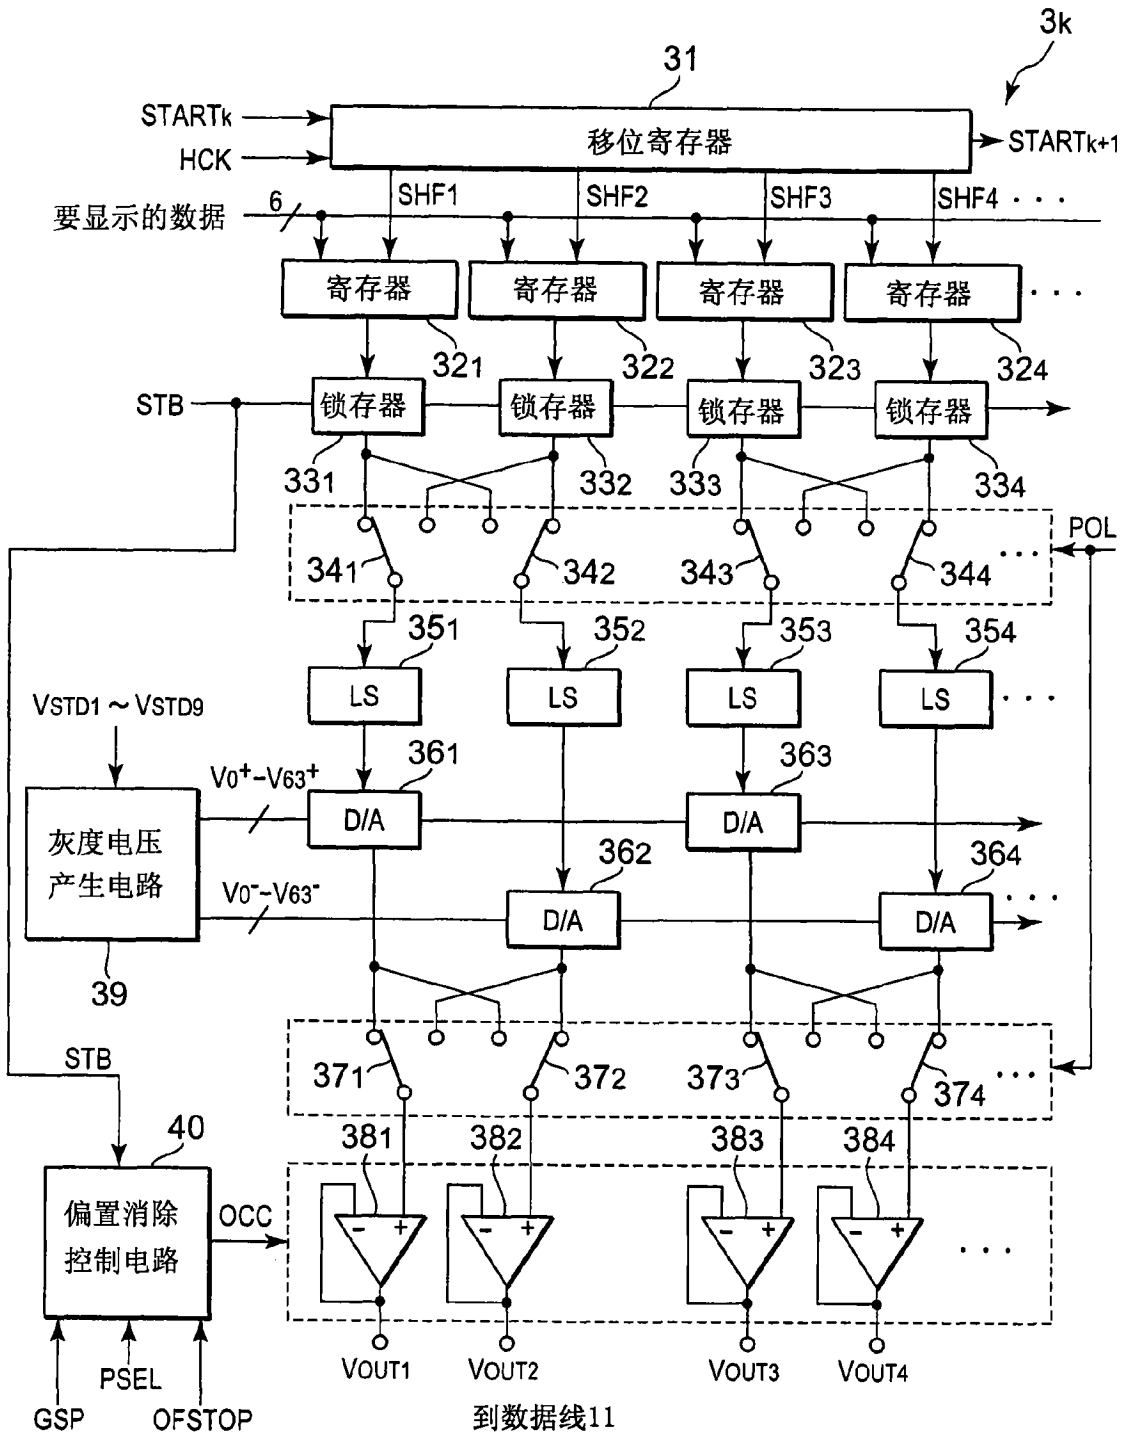 3k
31
STARTk
移位寄存器
STARTk+1
HCK
SHF1 SHF2 SHF3 SHF4 · · ·
要显示的数据 6
寄存器 寄存器 寄存器 寄存器 · · ·
321 322 323 324
STB 锁存器 锁存器 锁存器 锁存器
331 332 333 334
POL
341 342 343 344 · · ·
351 352 353 354
LS LS LS LS · · ·
VSTD1～VSTD9
361 363
V0+−V63+
D/A D/A
灰度电压
产生电路
362 364
V0-~V63-
D/A D/A · · ·
39
STB
371 372 373 374 · · ·
40
381 382 383 384
偏置消除
控制电路
OCC
− + − + − + − + · · ·
VOUT1 VOUT2 VOUT3 VOUT4
PSEL
GSP OFSTOP
到数据线11